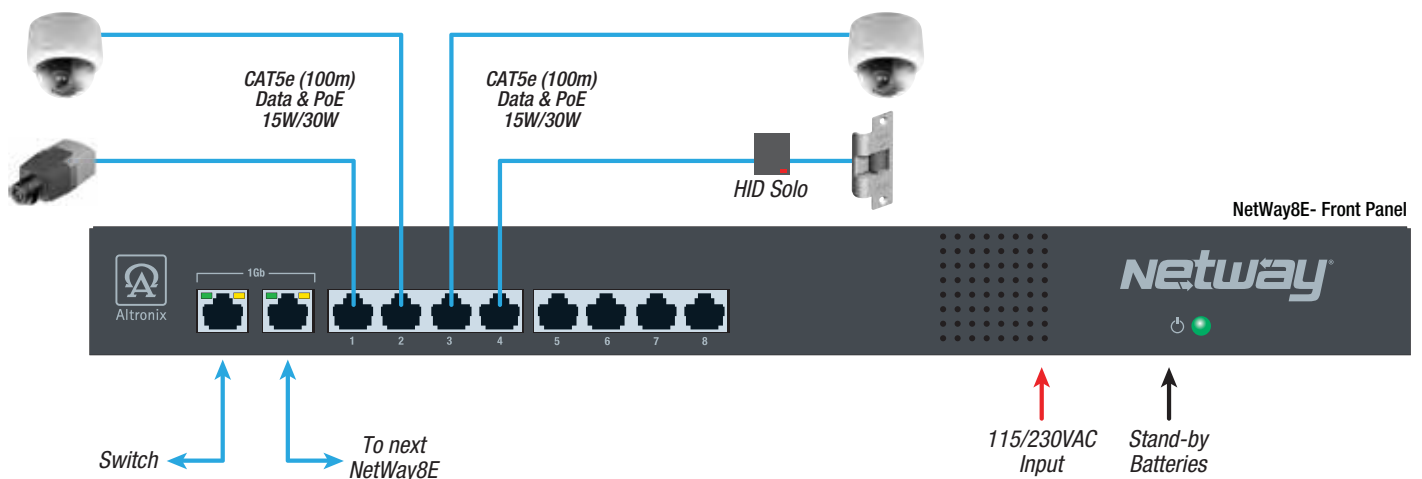 CAT5e (100m)
Data & PoE
15W/30W
CAT5e (100m)
Data & PoE
15W/30W
HID Solo
NetWay8E- Front Panel
1Gb
Altronix
Netway®
1
2
3
4
5
6
7
8
Switch
To next
NetWay8E
115/230VAC
Input
Stand-by
Batteries